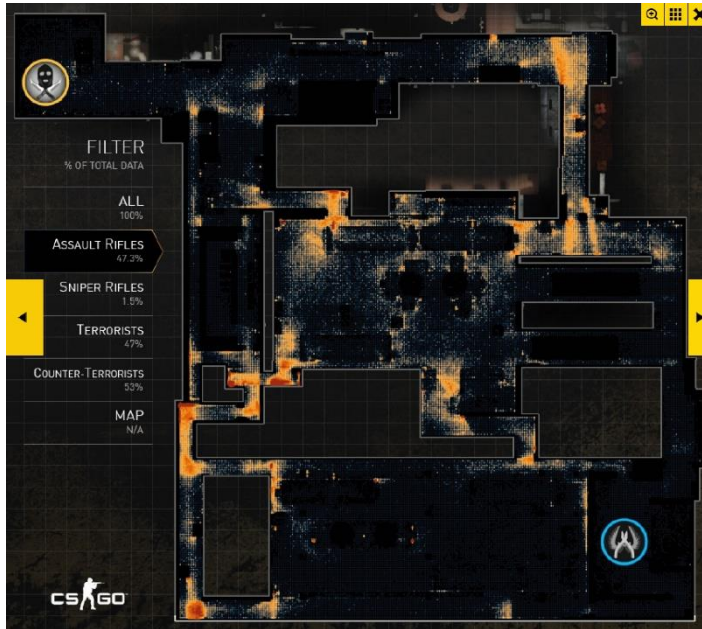 FILTER
% OF TOTAL DATA
ALL
100%
ASSAULT RIFLES
47.3%
SNIPER RIFLES
1.5%
TERRORISTS
47%
COUNTER-TERRORISTS
53%
MAP
N/A
CS GO